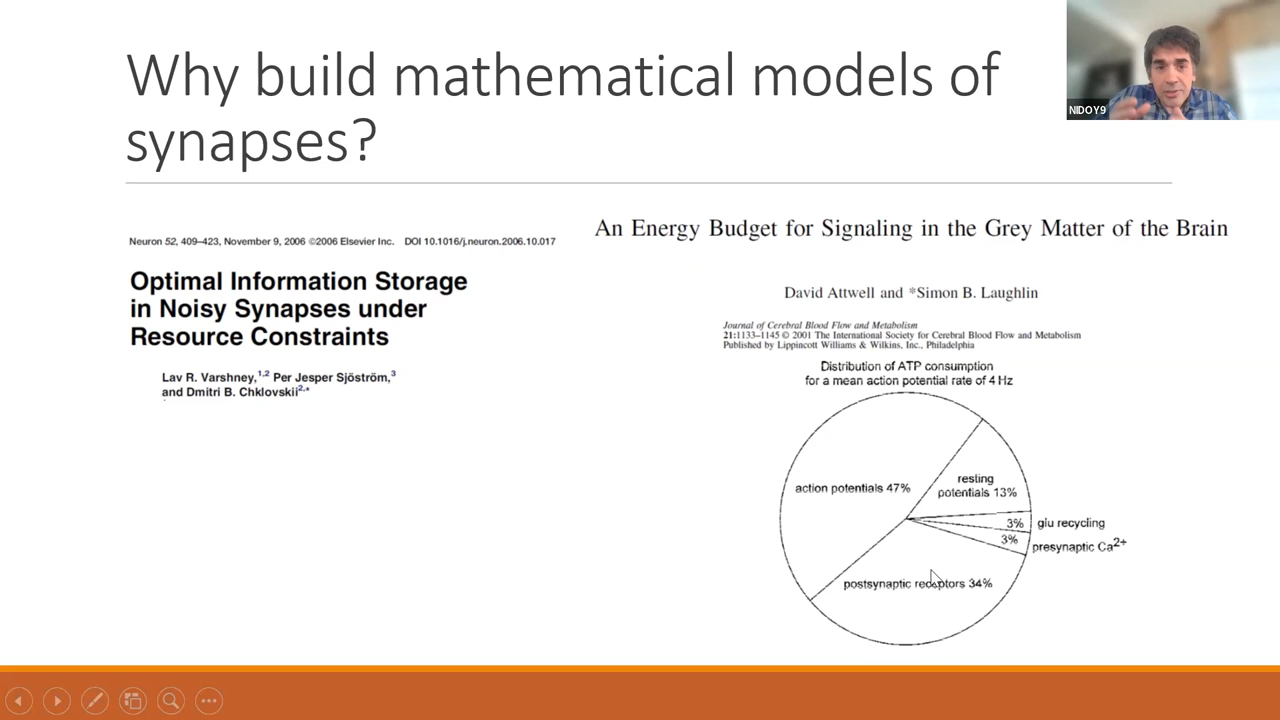 Why build mathematical models of
synapses?
NIDOY9
Neuron 52, 409–423, November 9, 2006 ©2006 Elsevier Inc. DOI 10.1016/j.neuron.2006.10.017
Optimal Information Storage
in Noisy Synapses under
Resource Constraints
Lav R. Varshney,1,2 Per Jesper Sjöström,3
and Dmitri B. Chklovskii2,*
An Energy Budget for Signaling in the Grey Matter of the Brain
David Attwell and *Simon B. Laughlin
Journal of Cerebral Blood Flow and Metabolism
21:1133–1145 © 2001 The International Society for Cerebral Blood Flow and Metabolism
Published by Lippincott Williams & Wilkins, Inc., Philadelphia
Distribution of ATP consumption
for a mean action potential rate of 4 Hz
action potentials 47%
resting
potentials 13%
3% glu recycling
3% presynaptic Ca2+
postsynaptic receptors 34%